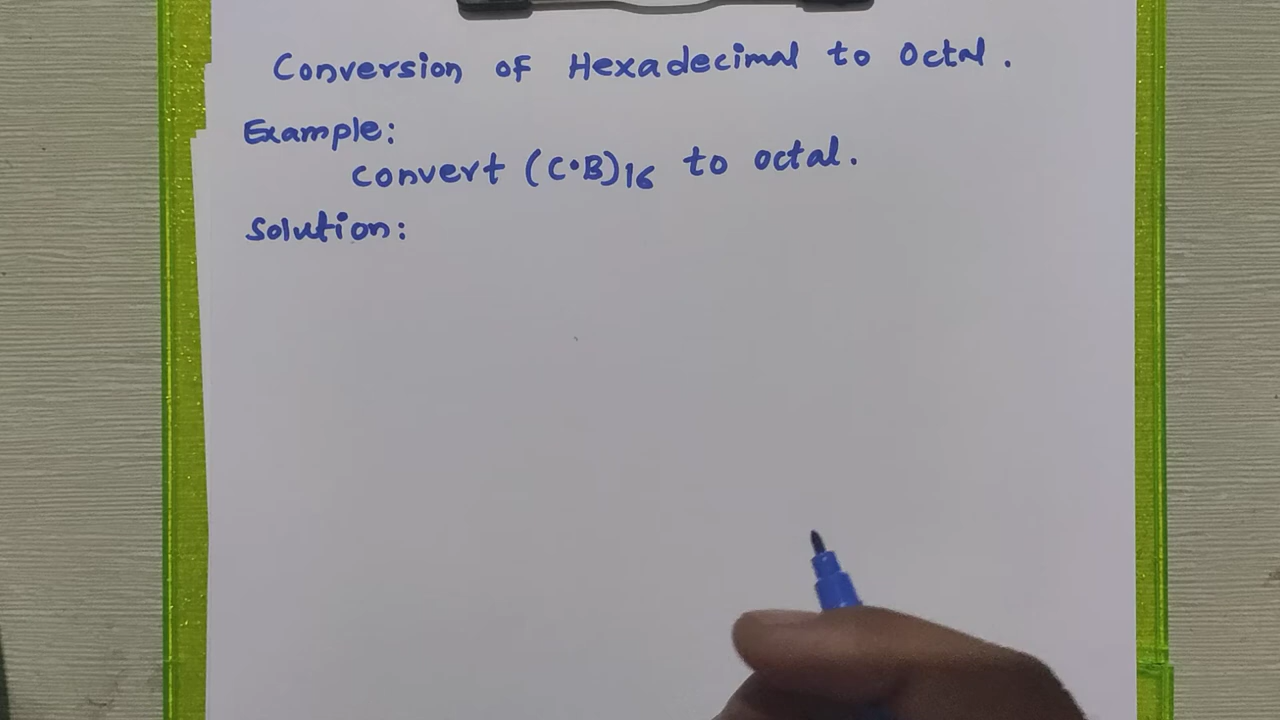 Conversion of Hexadecimal to Octal.
Example:
convert (C·B)₁₆ to octal.
Solution: